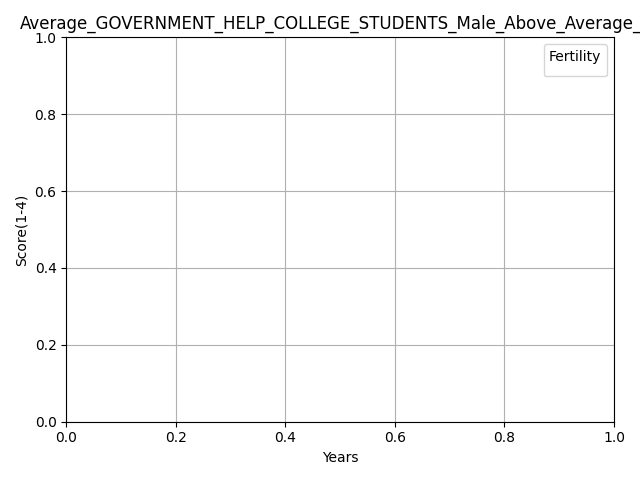 Average_GOVERNMENT_HELP_COLLEGE_STUDENTS_Male_Above_Average_
Fertility
1.0
0.8
0.6
0.4
0.2
0.0
Score(1-4)
0.0 0.2 0.4 0.6 0.8 1.0
Years